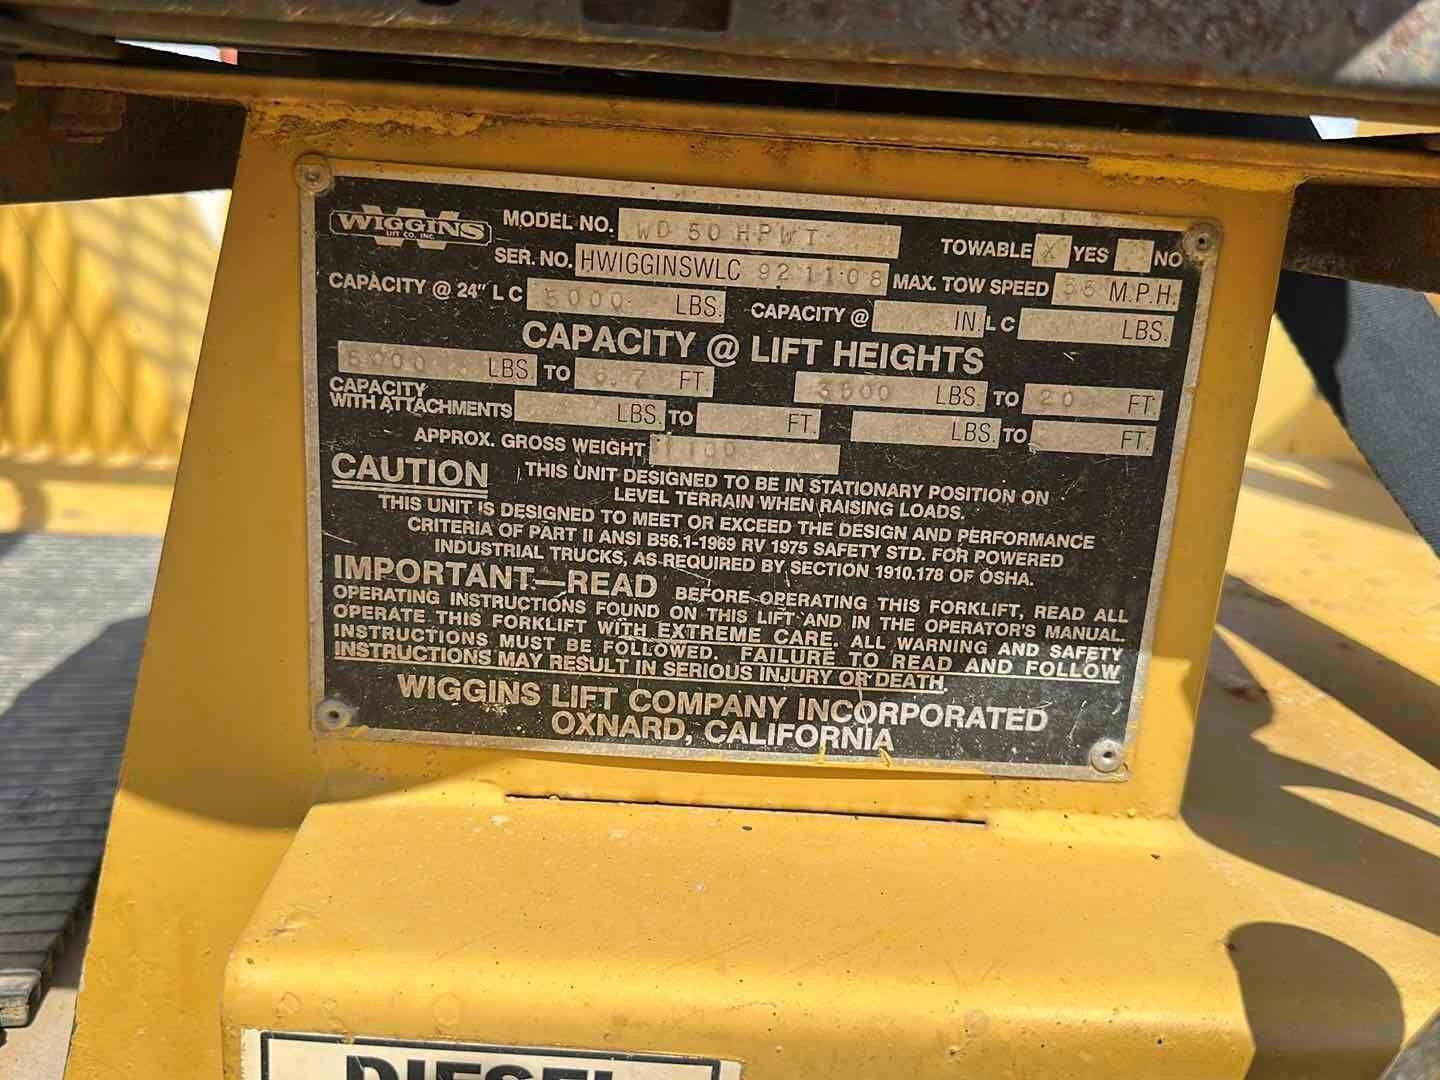 WIGGINS
LIFT CO. INC.
MODEL NO. WD 50 HPWT
TOWABLE X YES NO
SER. NO. HWIGGINSWLC 921108
MAX. TOW SPEED 55 M.P.H.
CAPACITY @ 24" L C 5000 LBS.
CAPACITY @ IN. L C LBS.
CAPACITY @ LIFT HEIGHTS
5000 LBS. TO FT. 3500 LBS. TO 20 FT.
CAPACITY
WITH ATTACHMENTS LBS. TO FT. LBS. TO FT.
APPROX. GROSS WEIGHT
CAUTION THIS UNIT DESIGNED TO BE IN STATIONARY POSITION ON
LEVEL TERRAIN WHEN RAISING LOADS.
THIS UNIT IS DESIGNED TO MEET OR EXCEED THE DESIGN AND PERFORMANCE
CRITERIA OF PART II ANSI B56.1-1969 RV 1975 SAFETY STD. FOR POWERED
INDUSTRIAL TRUCKS, AS REQUIRED BY SECTION 1910.178 OF OSHA.
IMPORTANT—READ BEFORE OPERATING THIS FORKLIFT, READ ALL
OPERATING INSTRUCTIONS FOUND ON THIS LIFT AND IN THE OPERATOR'S MANUAL.
OPERATE THIS FORKLIFT WITH EXTREME CARE. ALL WARNING AND SAFETY
INSTRUCTIONS MUST BE FOLLOWED. FAILURE TO READ AND FOLLOW
INSTRUCTIONS MAY RESULT IN SERIOUS INJURY OR DEATH.
WIGGINS LIFT COMPANY INCORPORATED
OXNARD, CALIFORNIA
DIESEL